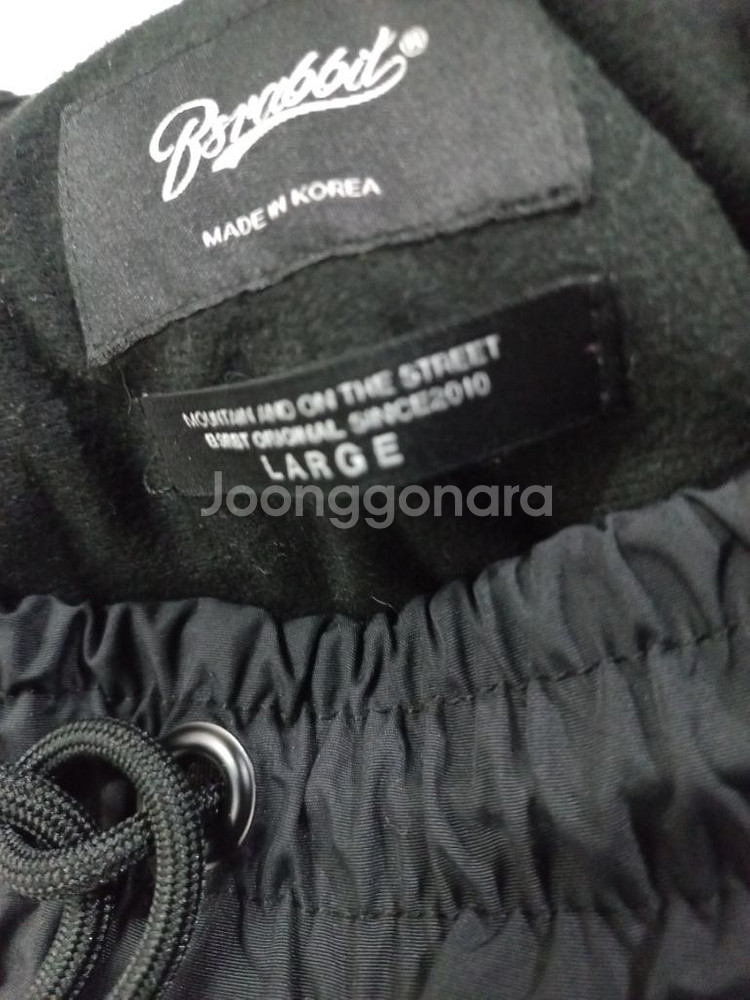 Bsrabbit®
MADE IN KOREA
MOUNTAIN AND ON THE STREET
BSRBT ORIGINAL SINCE2010
LARGE
Joonggonara